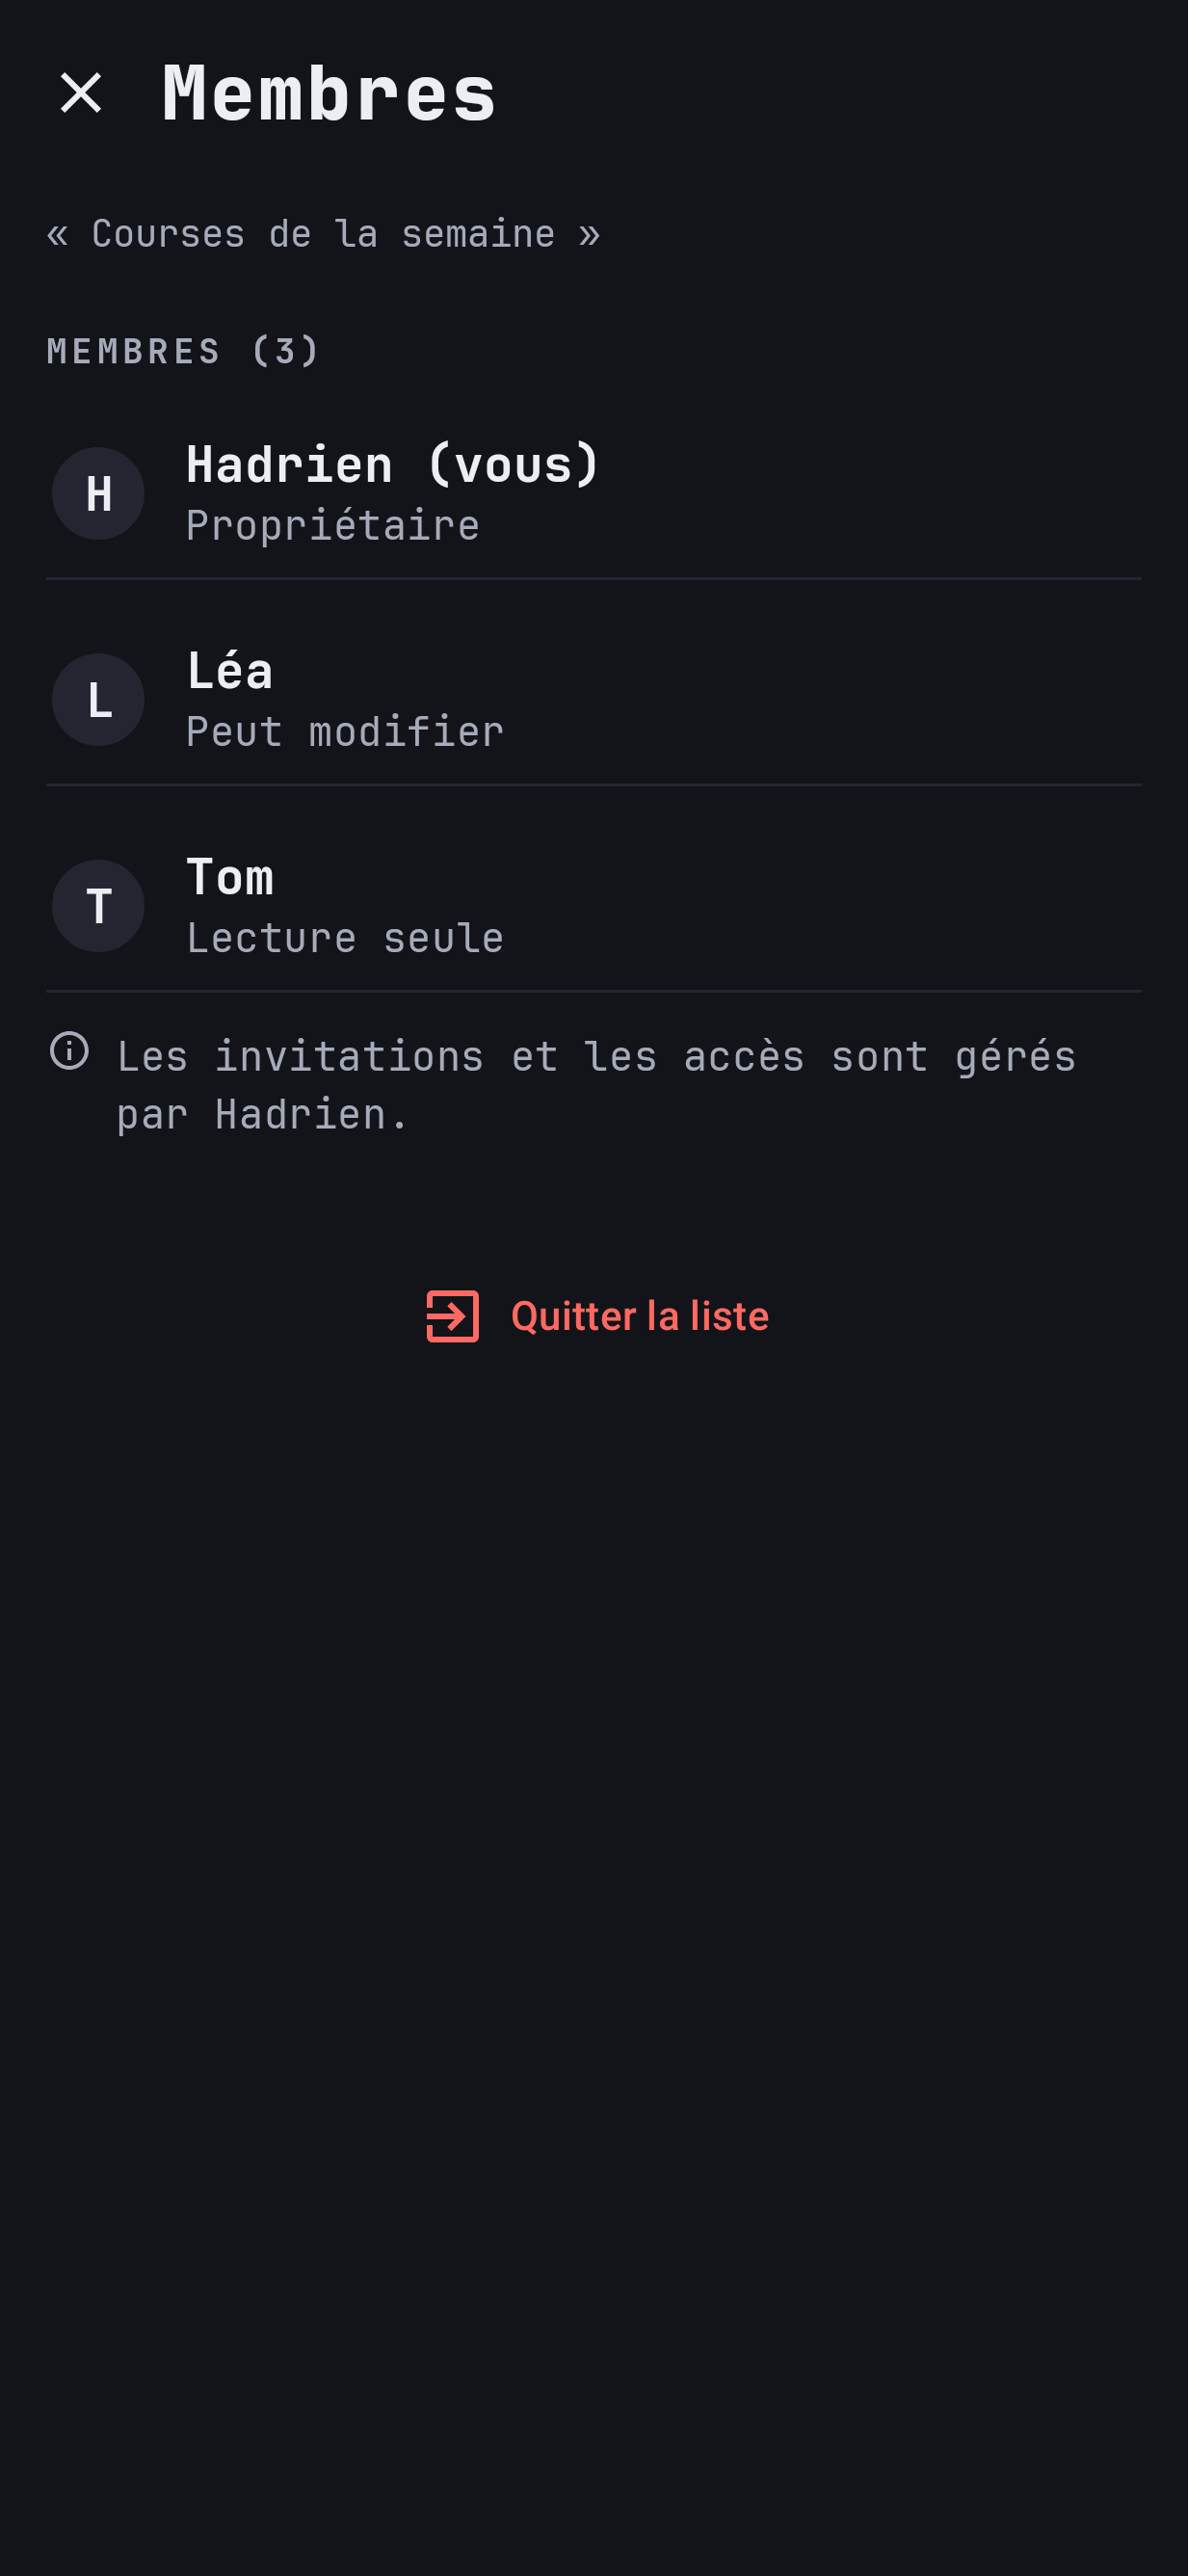 Membres
« Courses de la semaine »
MEMBRES (3)
H
Hadrien (vous)
Propriétaire
L
Léa
Peut modifier
T
Tom
Lecture seule
Les invitations et les accès sont gérés
par Hadrien.
Quitter la liste